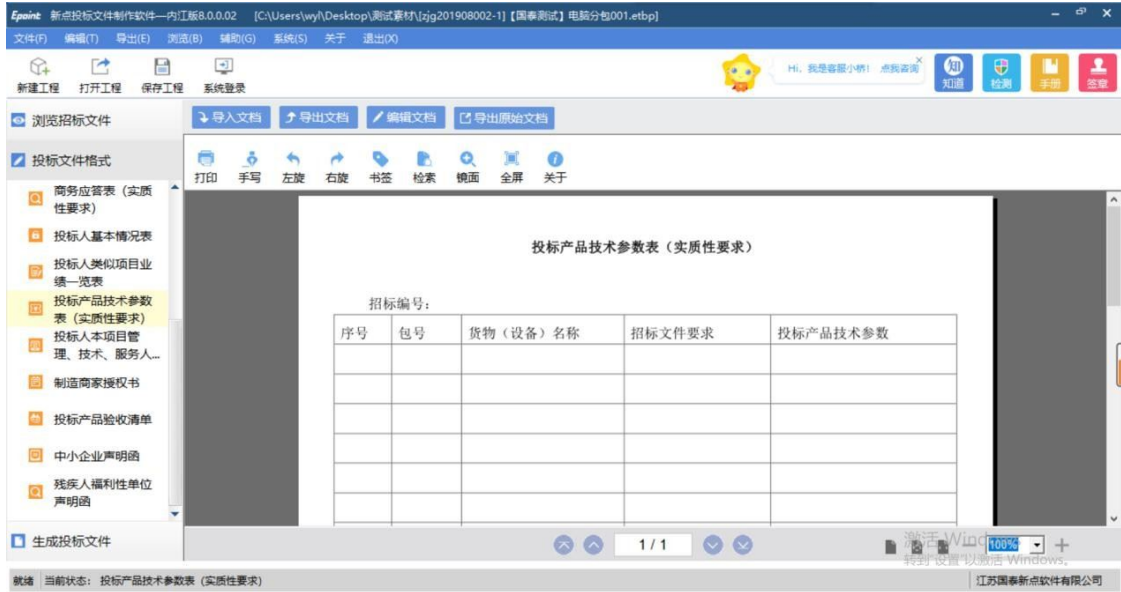 Epoint 新点投标文件制作软件—内江版8.0.0.02 [C:\Users\wyl\Desktop\测试素材\[zjg201908002-1]【国泰测试】电脑分包001.etbp]
文件(F) 编辑(T) 导出(E) 浏览(B) 辅助(G) 系统(S) 关于 退出(X)
新建工程 打开工程 保存工程 系统登录
Hi，我是客服小桥！ 点我咨询
知道 检测 手册 签章
浏览招标文件
导入文档 导出文档 编辑文档 导出原始文档
投标文件格式
打印 手写 左旋 右旋 书签 检索 镜面 全屏 关于
商务应答表（实质
性要求）
投标人基本情况表
投标人类似项目业
绩一览表
投标产品技术参数
表（实质性要求）
投标人本项目管
理、技术、服务人...
制造商家授权书
投标产品验收清单
中小企业声明函
残疾人福利性单位
声明函
生成投标文件
投标产品技术参数表（实质性要求）
招标编号：
序号 包号 货物（设备）名称 招标文件要求 投标产品技术参数
1 / 1
100%
激活 Windows
转到"设置"以激活 Windows。
就绪 当前状态： 投标产品技术参数表（实质性要求）
江苏国泰新点软件有限公司